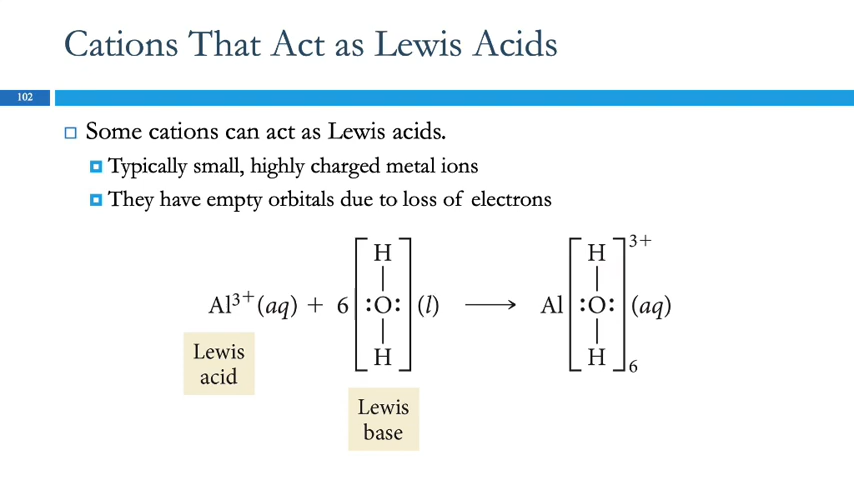 Cations That Act as Lewis Acids
102
Some cations can act as Lewis acids.
Typically small, highly charged metal ions
They have empty orbitals due to loss of electrons
H H 3+
Al3+(aq) + 6 :O: (l) ⟶ Al :O: (aq)
H H 6
Lewis
acid
Lewis
base